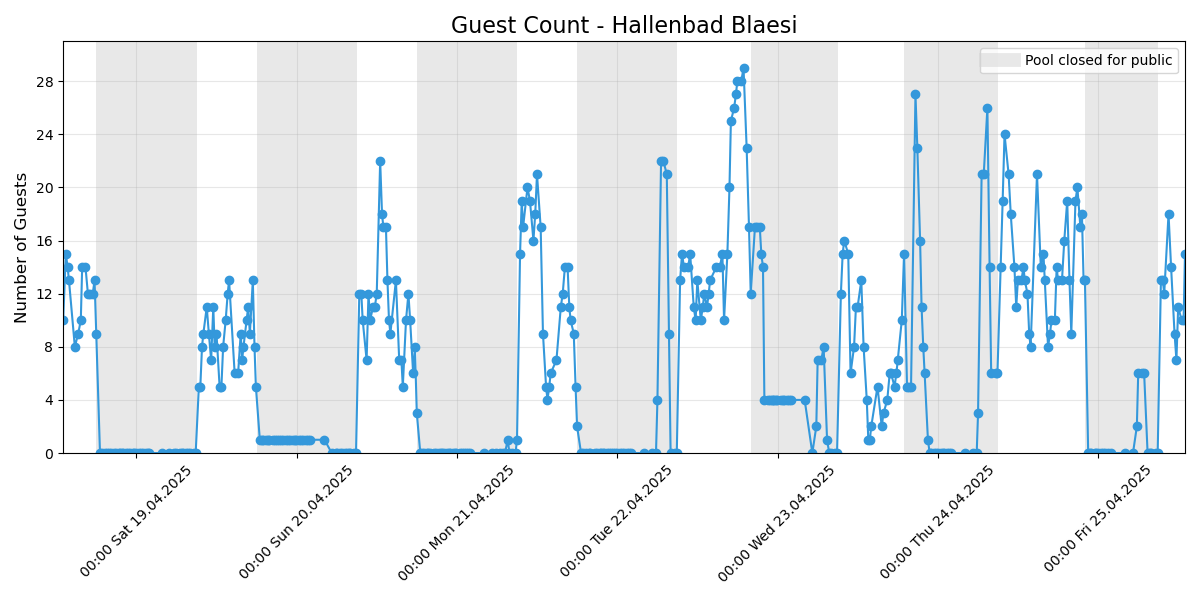 Guest Count - Hallenbad Blaesi
Pool closed for public
Number of Guests
28
24
20
16
12
8
4
0
00:00 Sat 19.04.2025
00:00 Sun 20.04.2025
00:00 Mon 21.04.2025
00:00 Tue 22.04.2025
00:00 Wed 23.04.2025
00:00 Thu 24.04.2025
00:00 Fri 25.04.2025